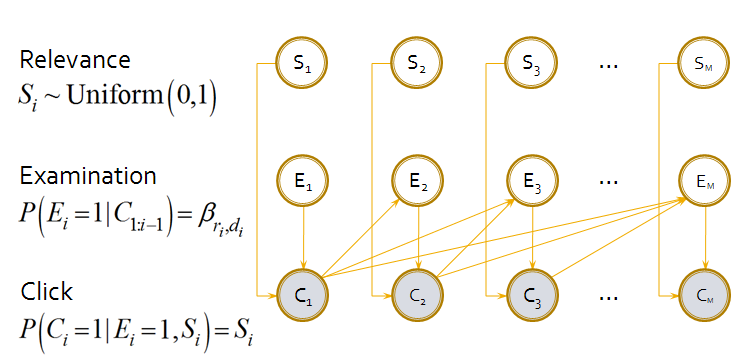 Relevance
S_i ~ Uniform(0,1)
S_1 S_2 S_3 ... S_M
Examination
P(E_i=1|C_{1:i−1})=β_{r_i,d_i}
E_1 E_2 E_3 ... E_M
Click
P(C_i=1|E_i=1,S_i)=S_i
C_1 C_2 C_3 ... C_M